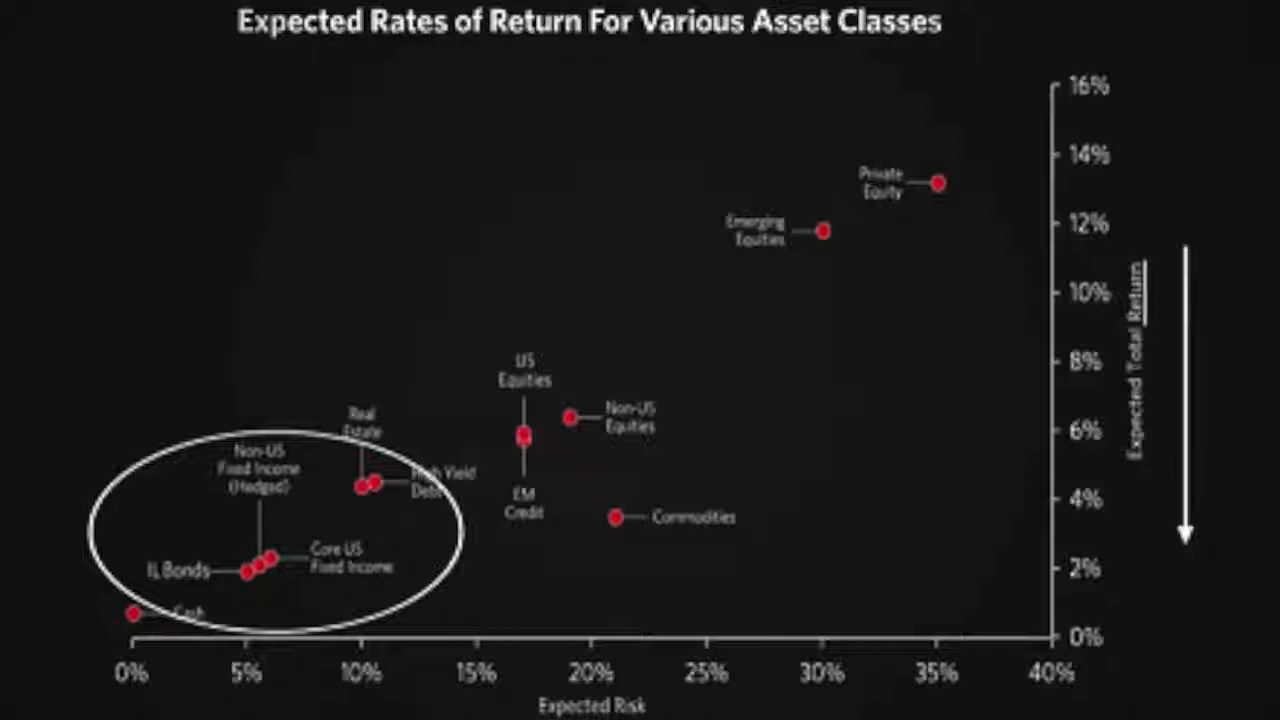 Expected Rates of Return For Various Asset Classes
16%
14%
12%
10%
8%
6%
4%
2%
0%
Expected Total Return
Private
Equity
Emerging
Equities
US
Equities
Non-US
Equities
Real
Estate
Non-US
Fixed Income
(Hedged)
High Yield
Debt
EM
Credit
Commodities
Core US
Fixed Income
IL Bonds
Cash
0%
5%
10%
15%
20%
25%
30%
35%
40%
Expected Risk